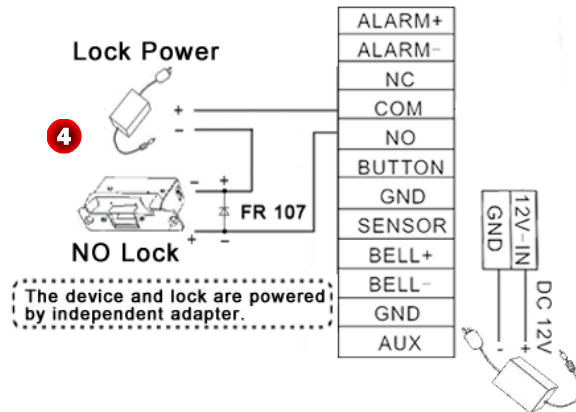 Lock Power
4
+
-
- +
FR 107
+ -
NO Lock
The device and lock are powered
by independent adapter.
ALARM+
ALARM-
NC
COM
NO
BUTTON
GND
SENSOR
BELL+
BELL-
GND
AUX
12V-IN
GND
- +
DC 12V